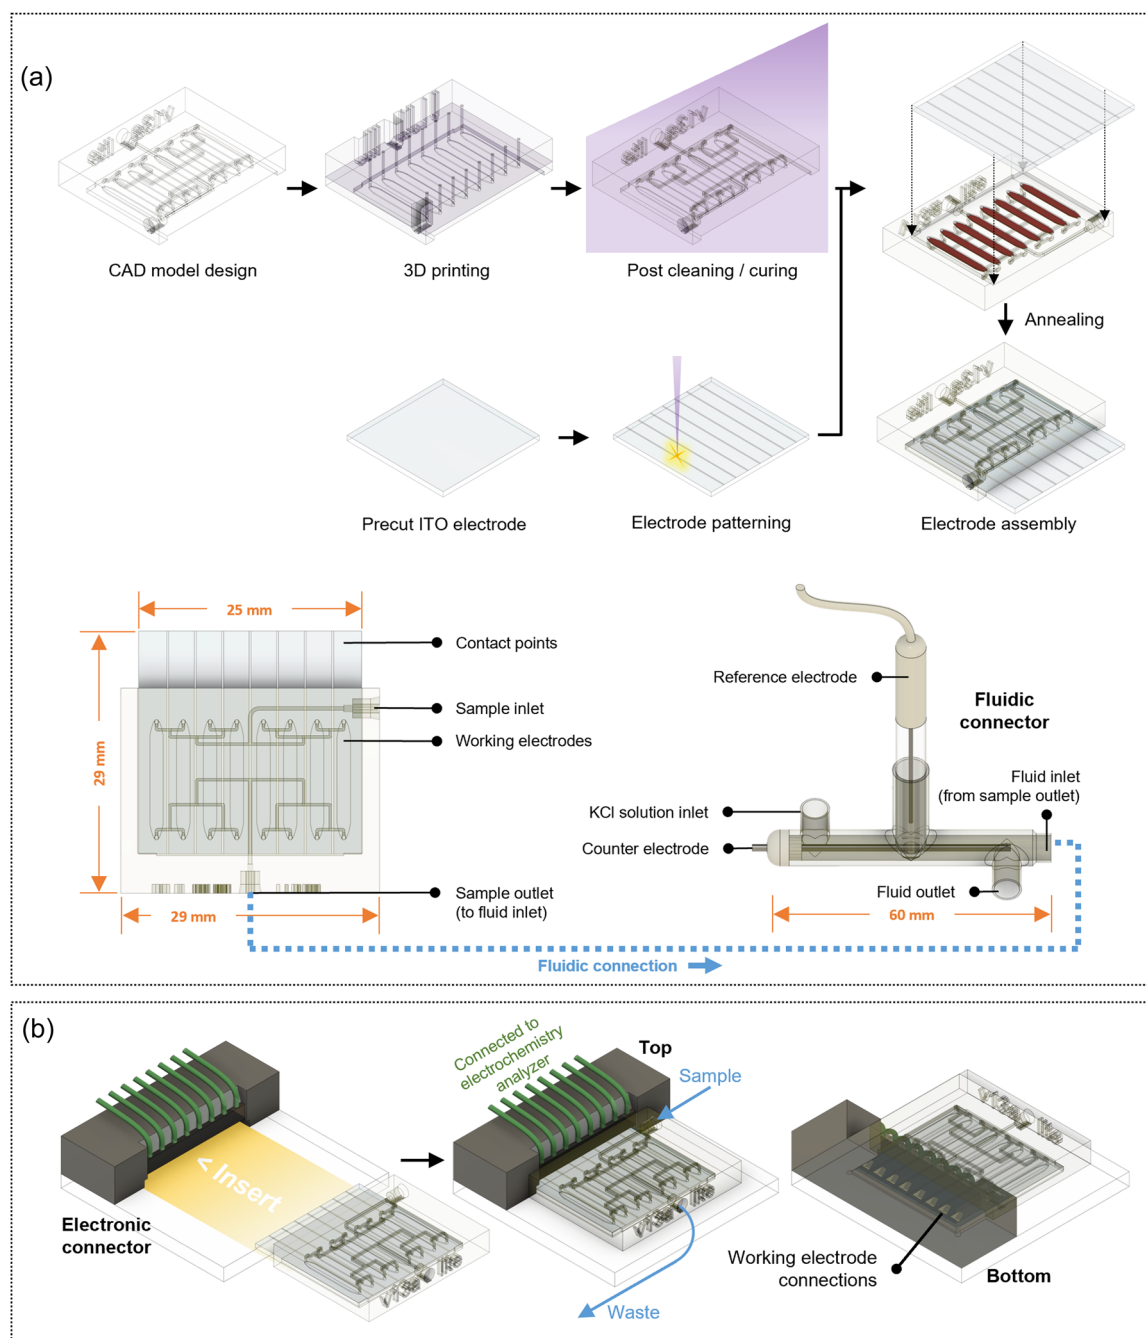 (a)
CAD model design
3D printing
Post cleaning / curing
Annealing
Precut ITO electrode
Electrode patterning
Electrode assembly
25 mm
Contact points
Sample inlet
Working electrodes
29 mm
Sample outlet
(to fluid inlet)
29 mm
Reference electrode
Fluidic
connector
Fluid inlet
(from sample outlet)
KCl solution inlet
Counter electrode
Fluid outlet
60 mm
Fluidic connection
(b)
Connected to
electrochemistry
analyzer
Top
Sample
< Insert
Electronic
connector
Waste
Working electrode
connections
Bottom